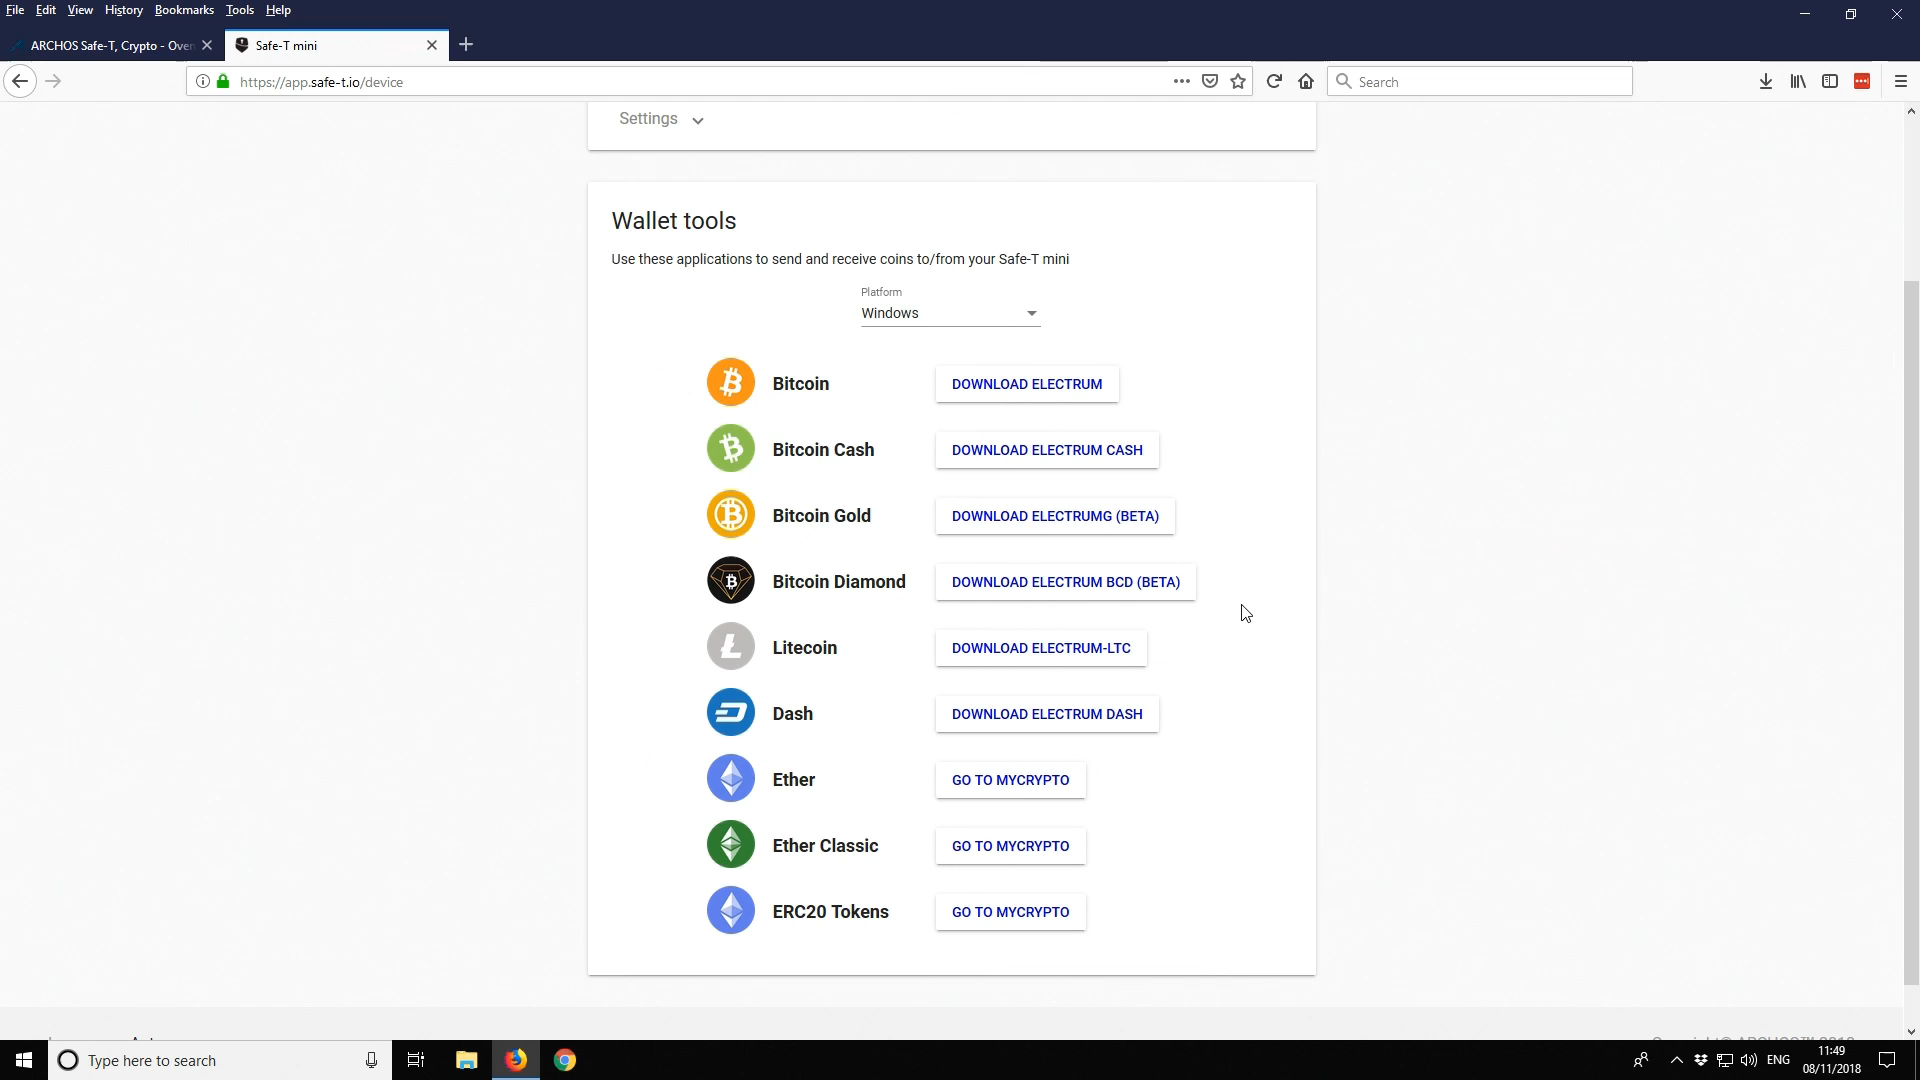 File Edit View History Bookmarks Tools Help
ARCHOS Safe-T, Crypto - Over
Safe-T mini
https://app.safe-t.io/device
Search
Settings
Wallet tools
Use these applications to send and receive coins to/from your Safe-T mini
Platform
Windows
Bitcoin DOWNLOAD ELECTRUM
Bitcoin Cash DOWNLOAD ELECTRUM CASH
Bitcoin Gold DOWNLOAD ELECTRUMG (BETA)
Bitcoin Diamond DOWNLOAD ELECTRUM BCD (BETA)
Litecoin DOWNLOAD ELECTRUM-LTC
Dash DOWNLOAD ELECTRUM DASH
Ether GO TO MYCRYPTO
Ether Classic GO TO MYCRYPTO
ERC20 Tokens GO TO MYCRYPTO
Type here to search
ENG
11:49
08/11/2018